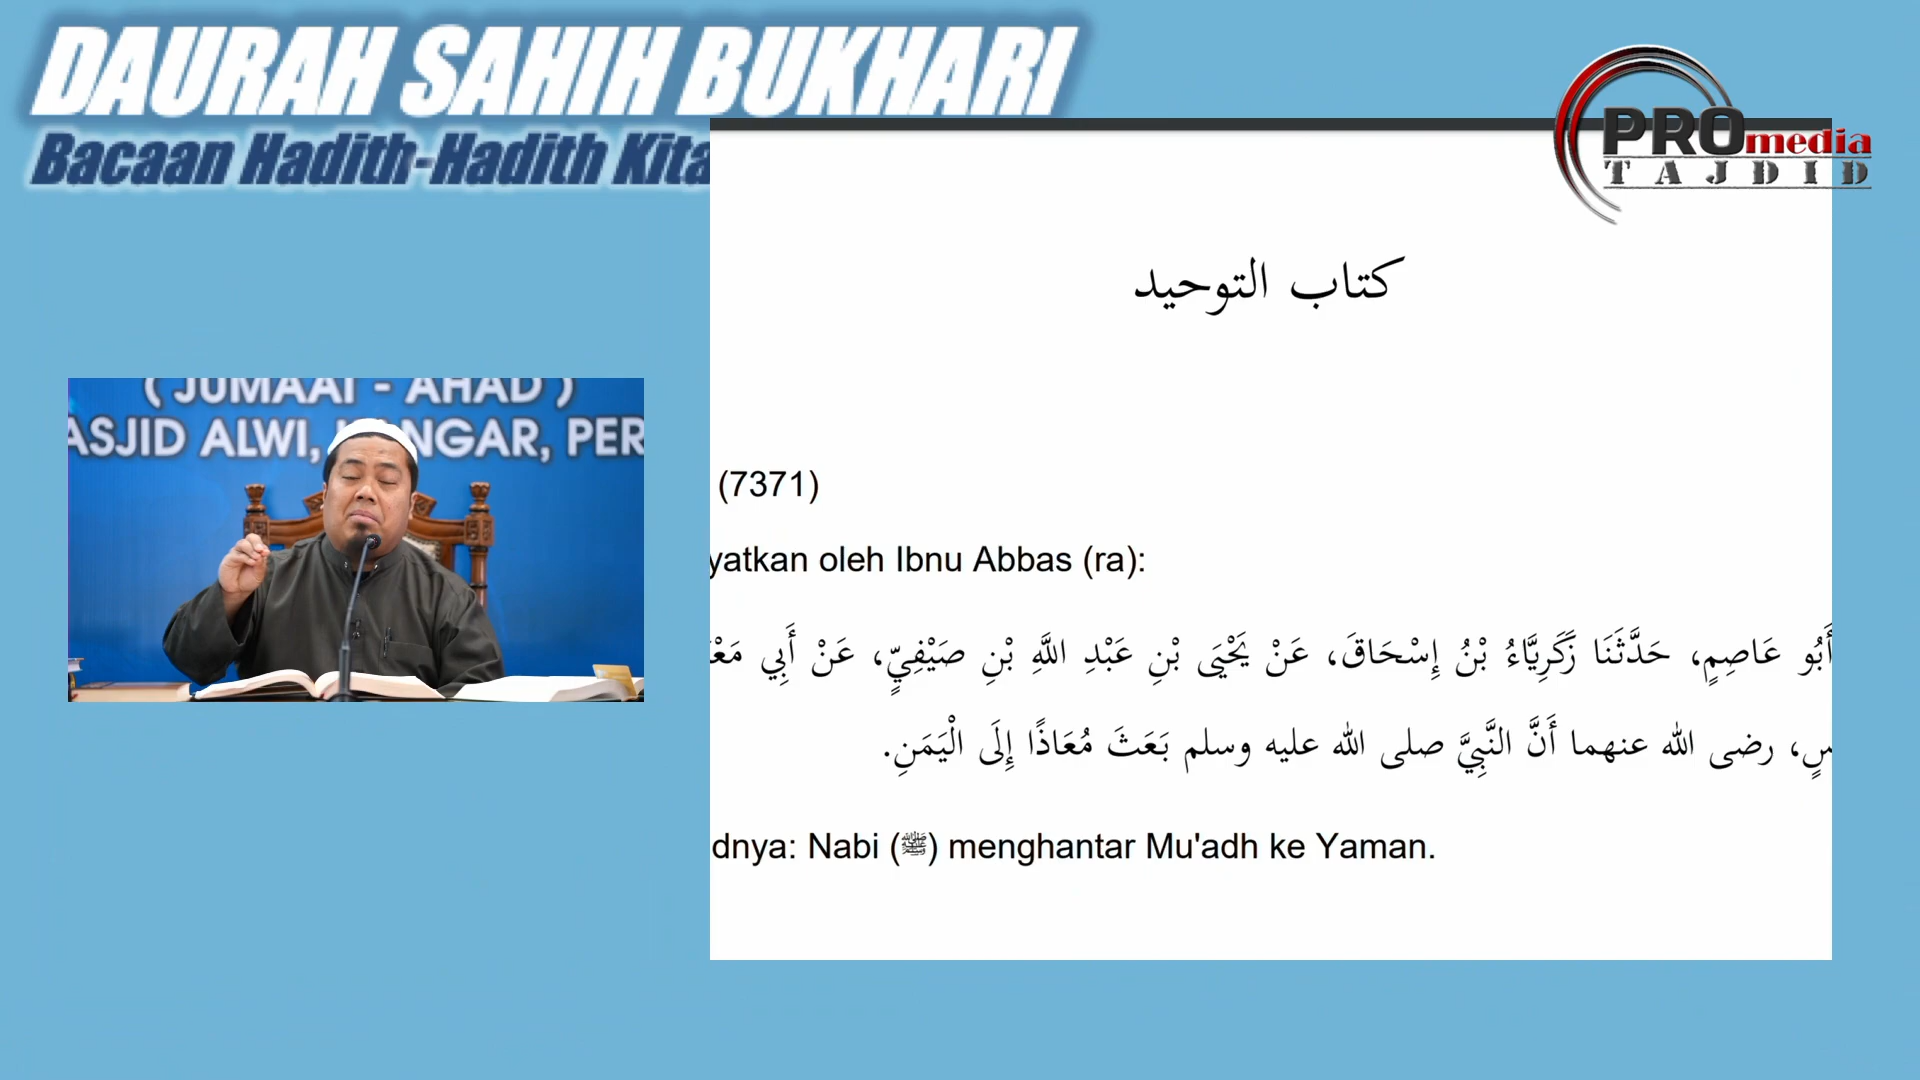 DAURAH SAHIH BUKHARI
Bacaan Hadith-Hadith Kita
PROmedia
TAJDID
كتاب التوحيد
(7371)
yatkan oleh Ibnu Abbas (ra):
أَبُو عَاصِمٍ، حَدَّثَنَا زَكَرِيَّاءُ بْنُ إِسْحَاقَ، عَنْ يَحْيَى بْنِ عَبْدِ اللَّهِ بْنِ صَيْفِيٍّ، عَنْ أَبِي مَعْ
سٍ، رضى الله عنهما أَنَّ النَّبِيَّ صلى الله عليه وسلم بَعَثَ مُعَاذًا إِلَى الْيَمَنِ.
dnya: Nabi (ﷺ) menghantar Mu'adh ke Yaman.
( JUMAAT - AHAD )
ASJID ALWI, NGAR, PER